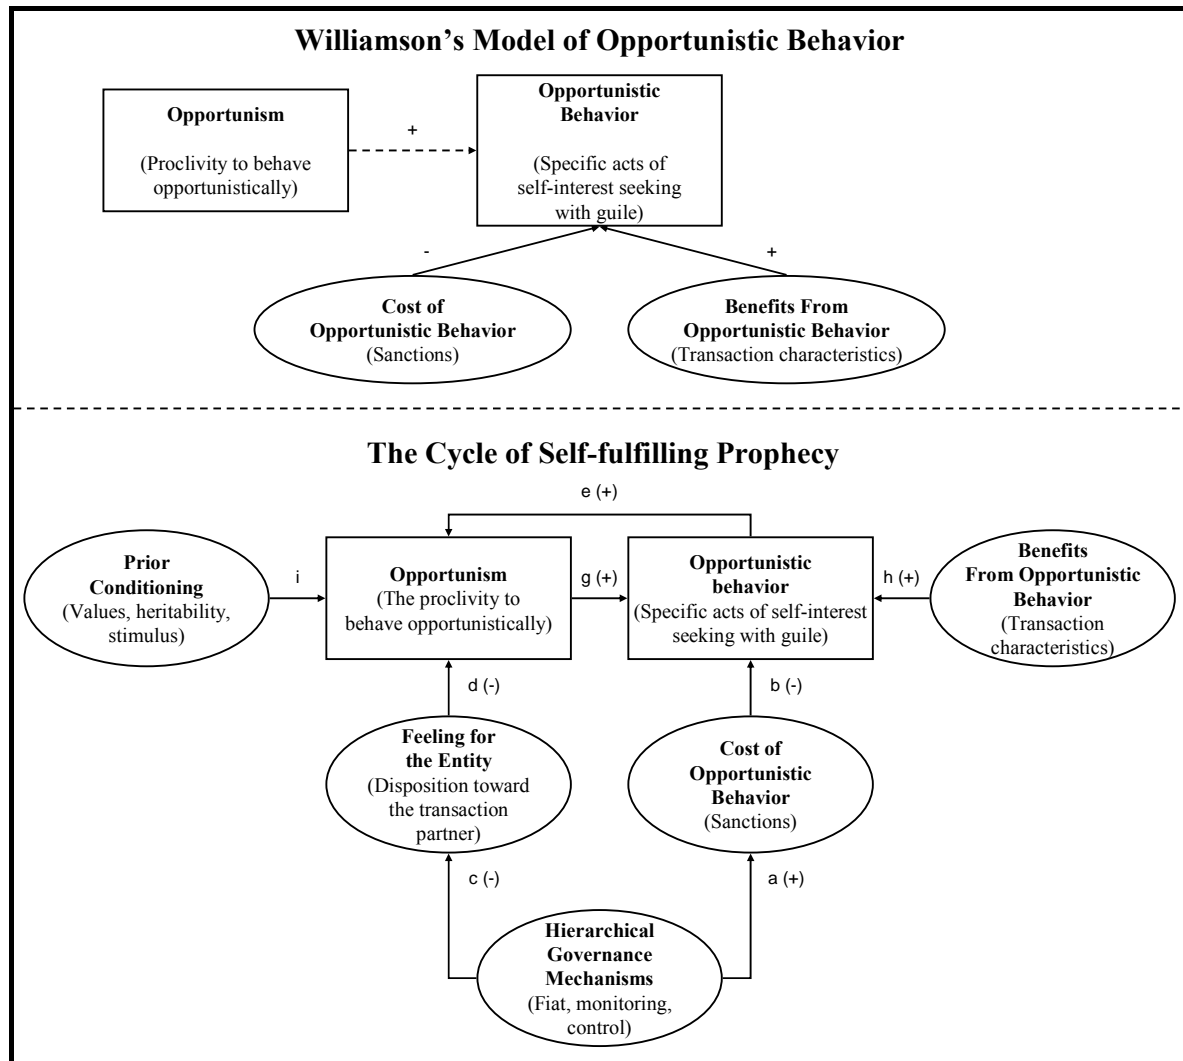 Williamson’s Model of Opportunistic Behavior
Opportunism
(Proclivity to behave
opportunistically)
+
Opportunistic
Behavior
(Specific acts of
self-interest seeking
with guile)
-
+
Cost of
Opportunistic Behavior
(Sanctions)
Benefits From
Opportunistic Behavior
(Transaction characteristics)
The Cycle of Self-fulfilling Prophecy
e (+)
Prior
Conditioning
(Values, heritability,
stimulus)
i
Opportunism
(The proclivity to
behave opportunistically)
g (+)
Opportunistic
behavior
(Specific acts of self-interest
seeking with guile)
h (+)
Benefits
From Opportunistic
Behavior
(Transaction
characteristics)
d (-)
b (-)
Feeling for
the Entity
(Disposition toward
the transaction
partner)
Cost of
Opportunistic
Behavior
(Sanctions)
c (-)
a (+)
Hierarchical
Governance
Mechanisms
(Fiat, monitoring,
control)